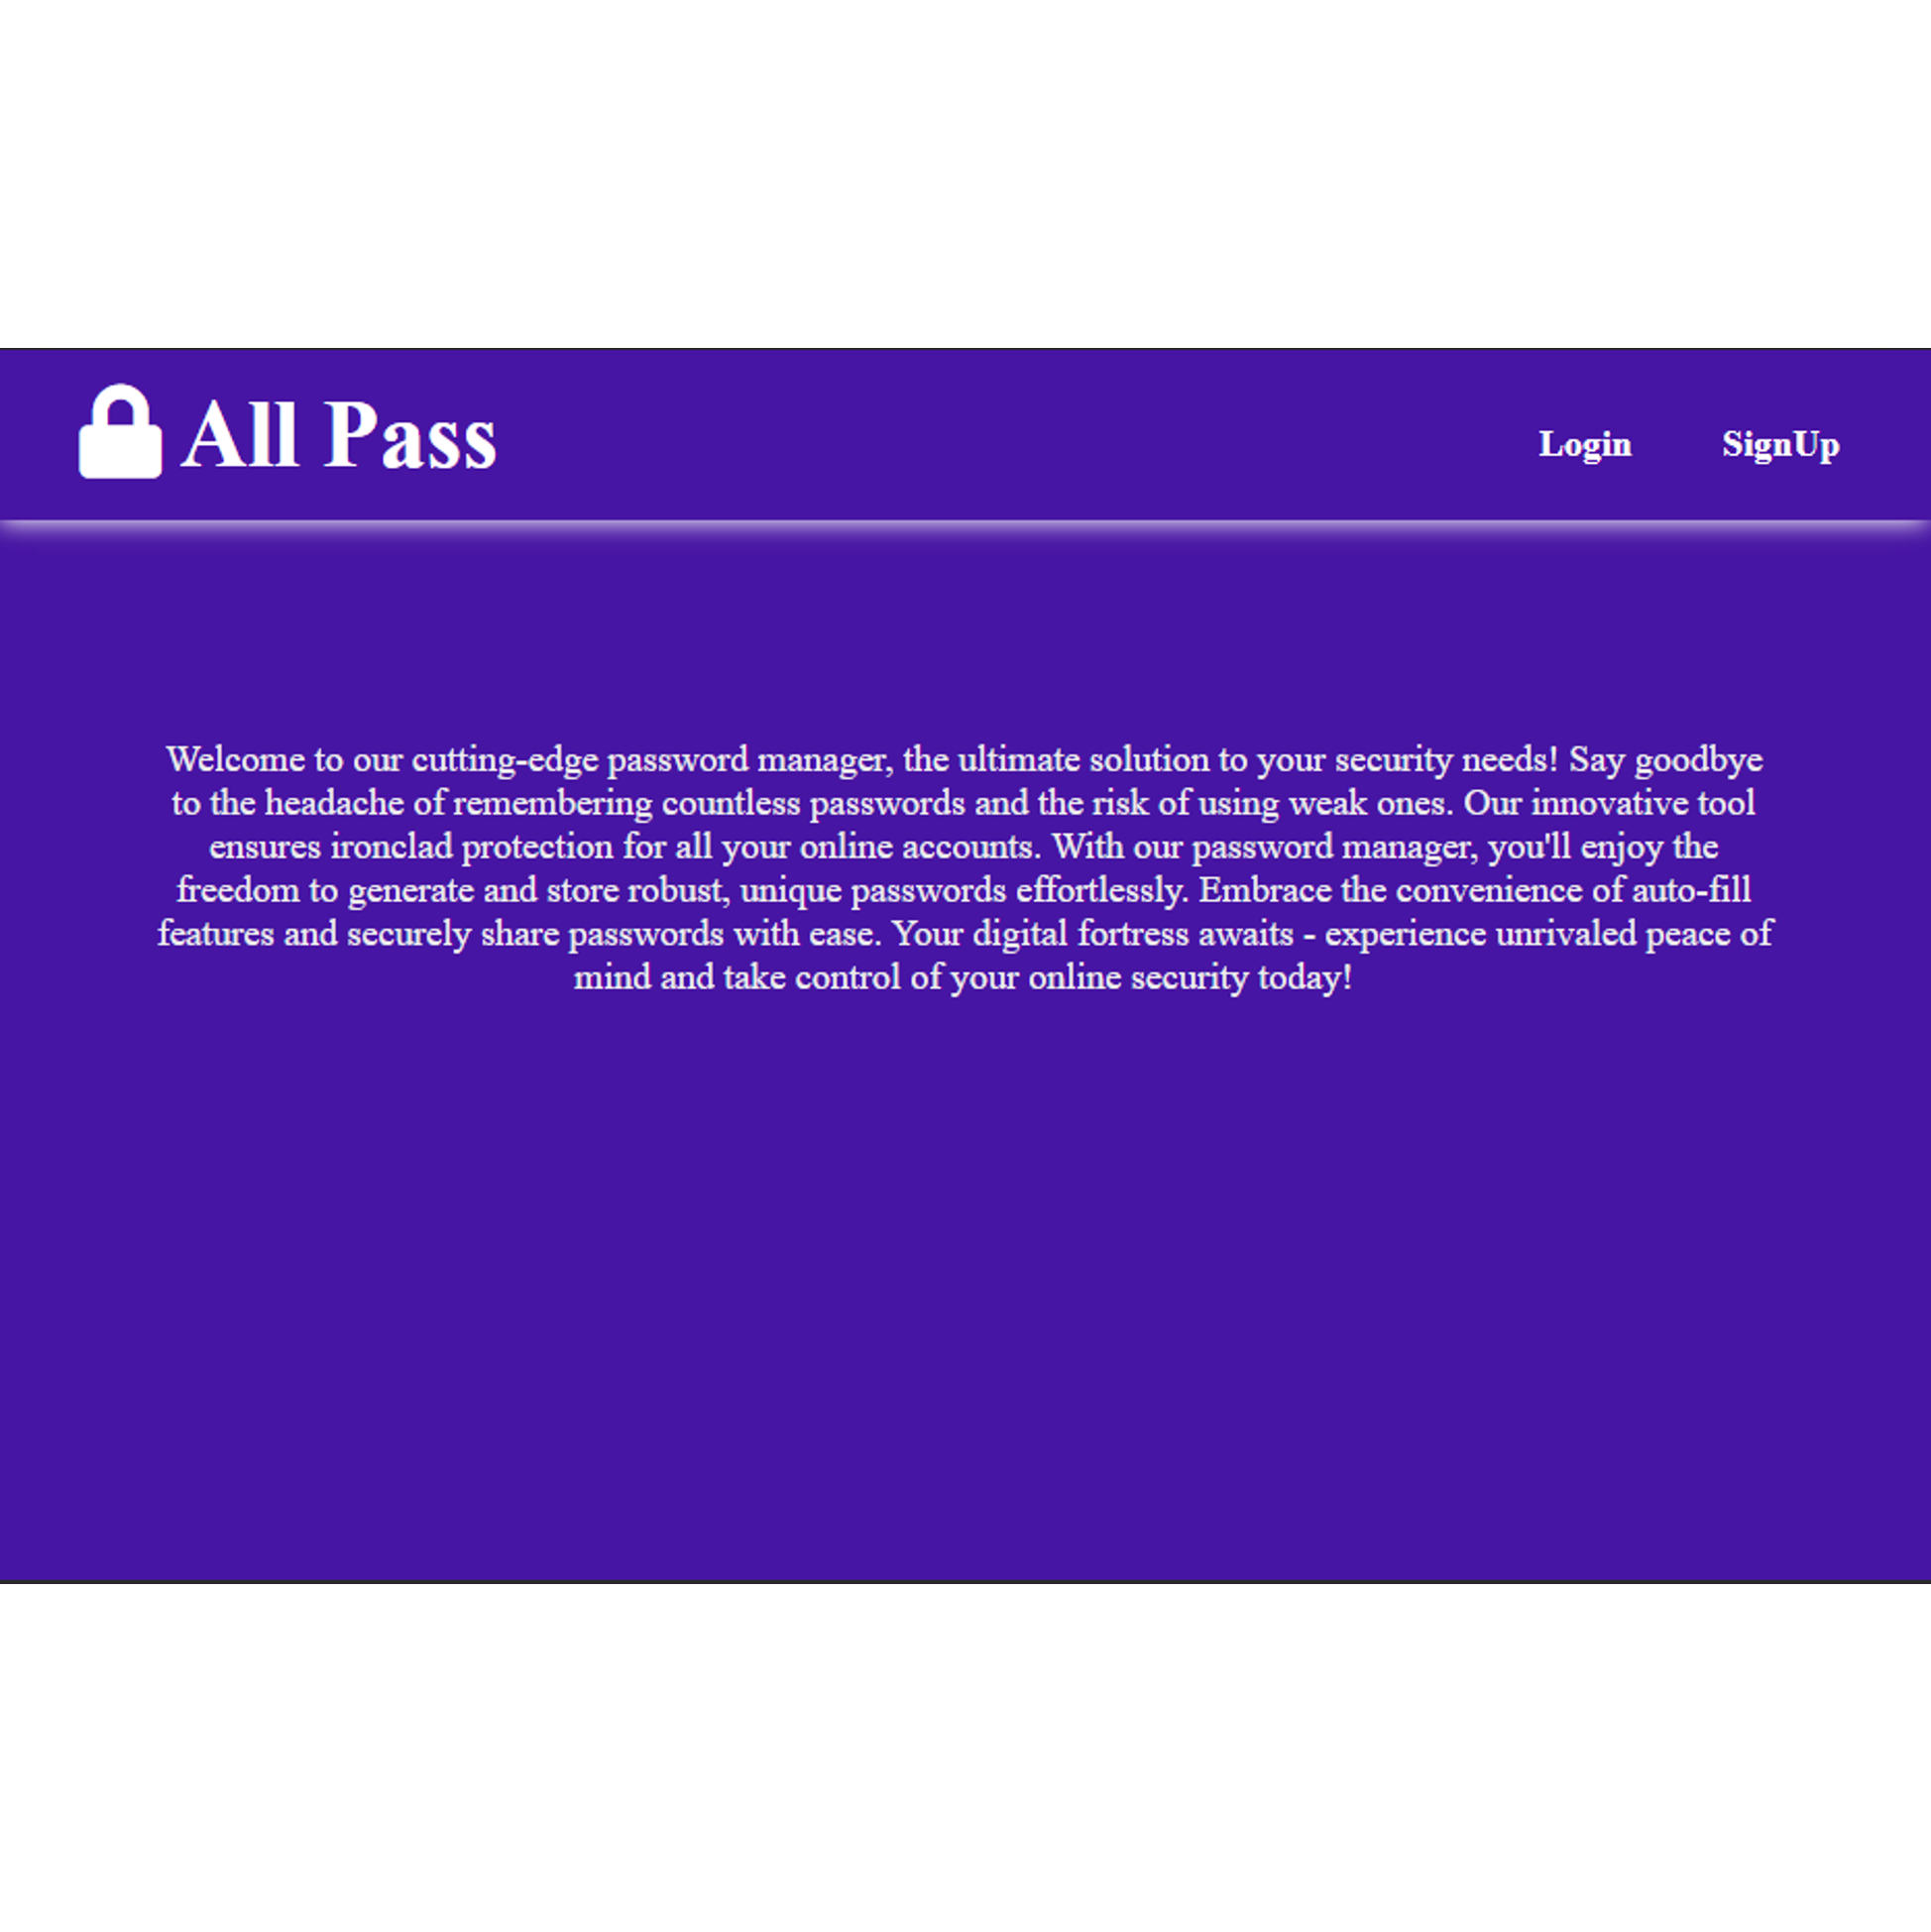 All Pass
Login
SignUp
Welcome to our cutting-edge password manager, the ultimate solution to your security needs! Say goodbye
to the headache of remembering countless passwords and the risk of using weak ones. Our innovative tool
ensures ironclad protection for all your online accounts. With our password manager, you'll enjoy the
freedom to generate and store robust, unique passwords effortlessly. Embrace the convenience of auto-fill
features and securely share passwords with ease. Your digital fortress awaits - experience unrivaled peace of
mind and take control of your online security today!